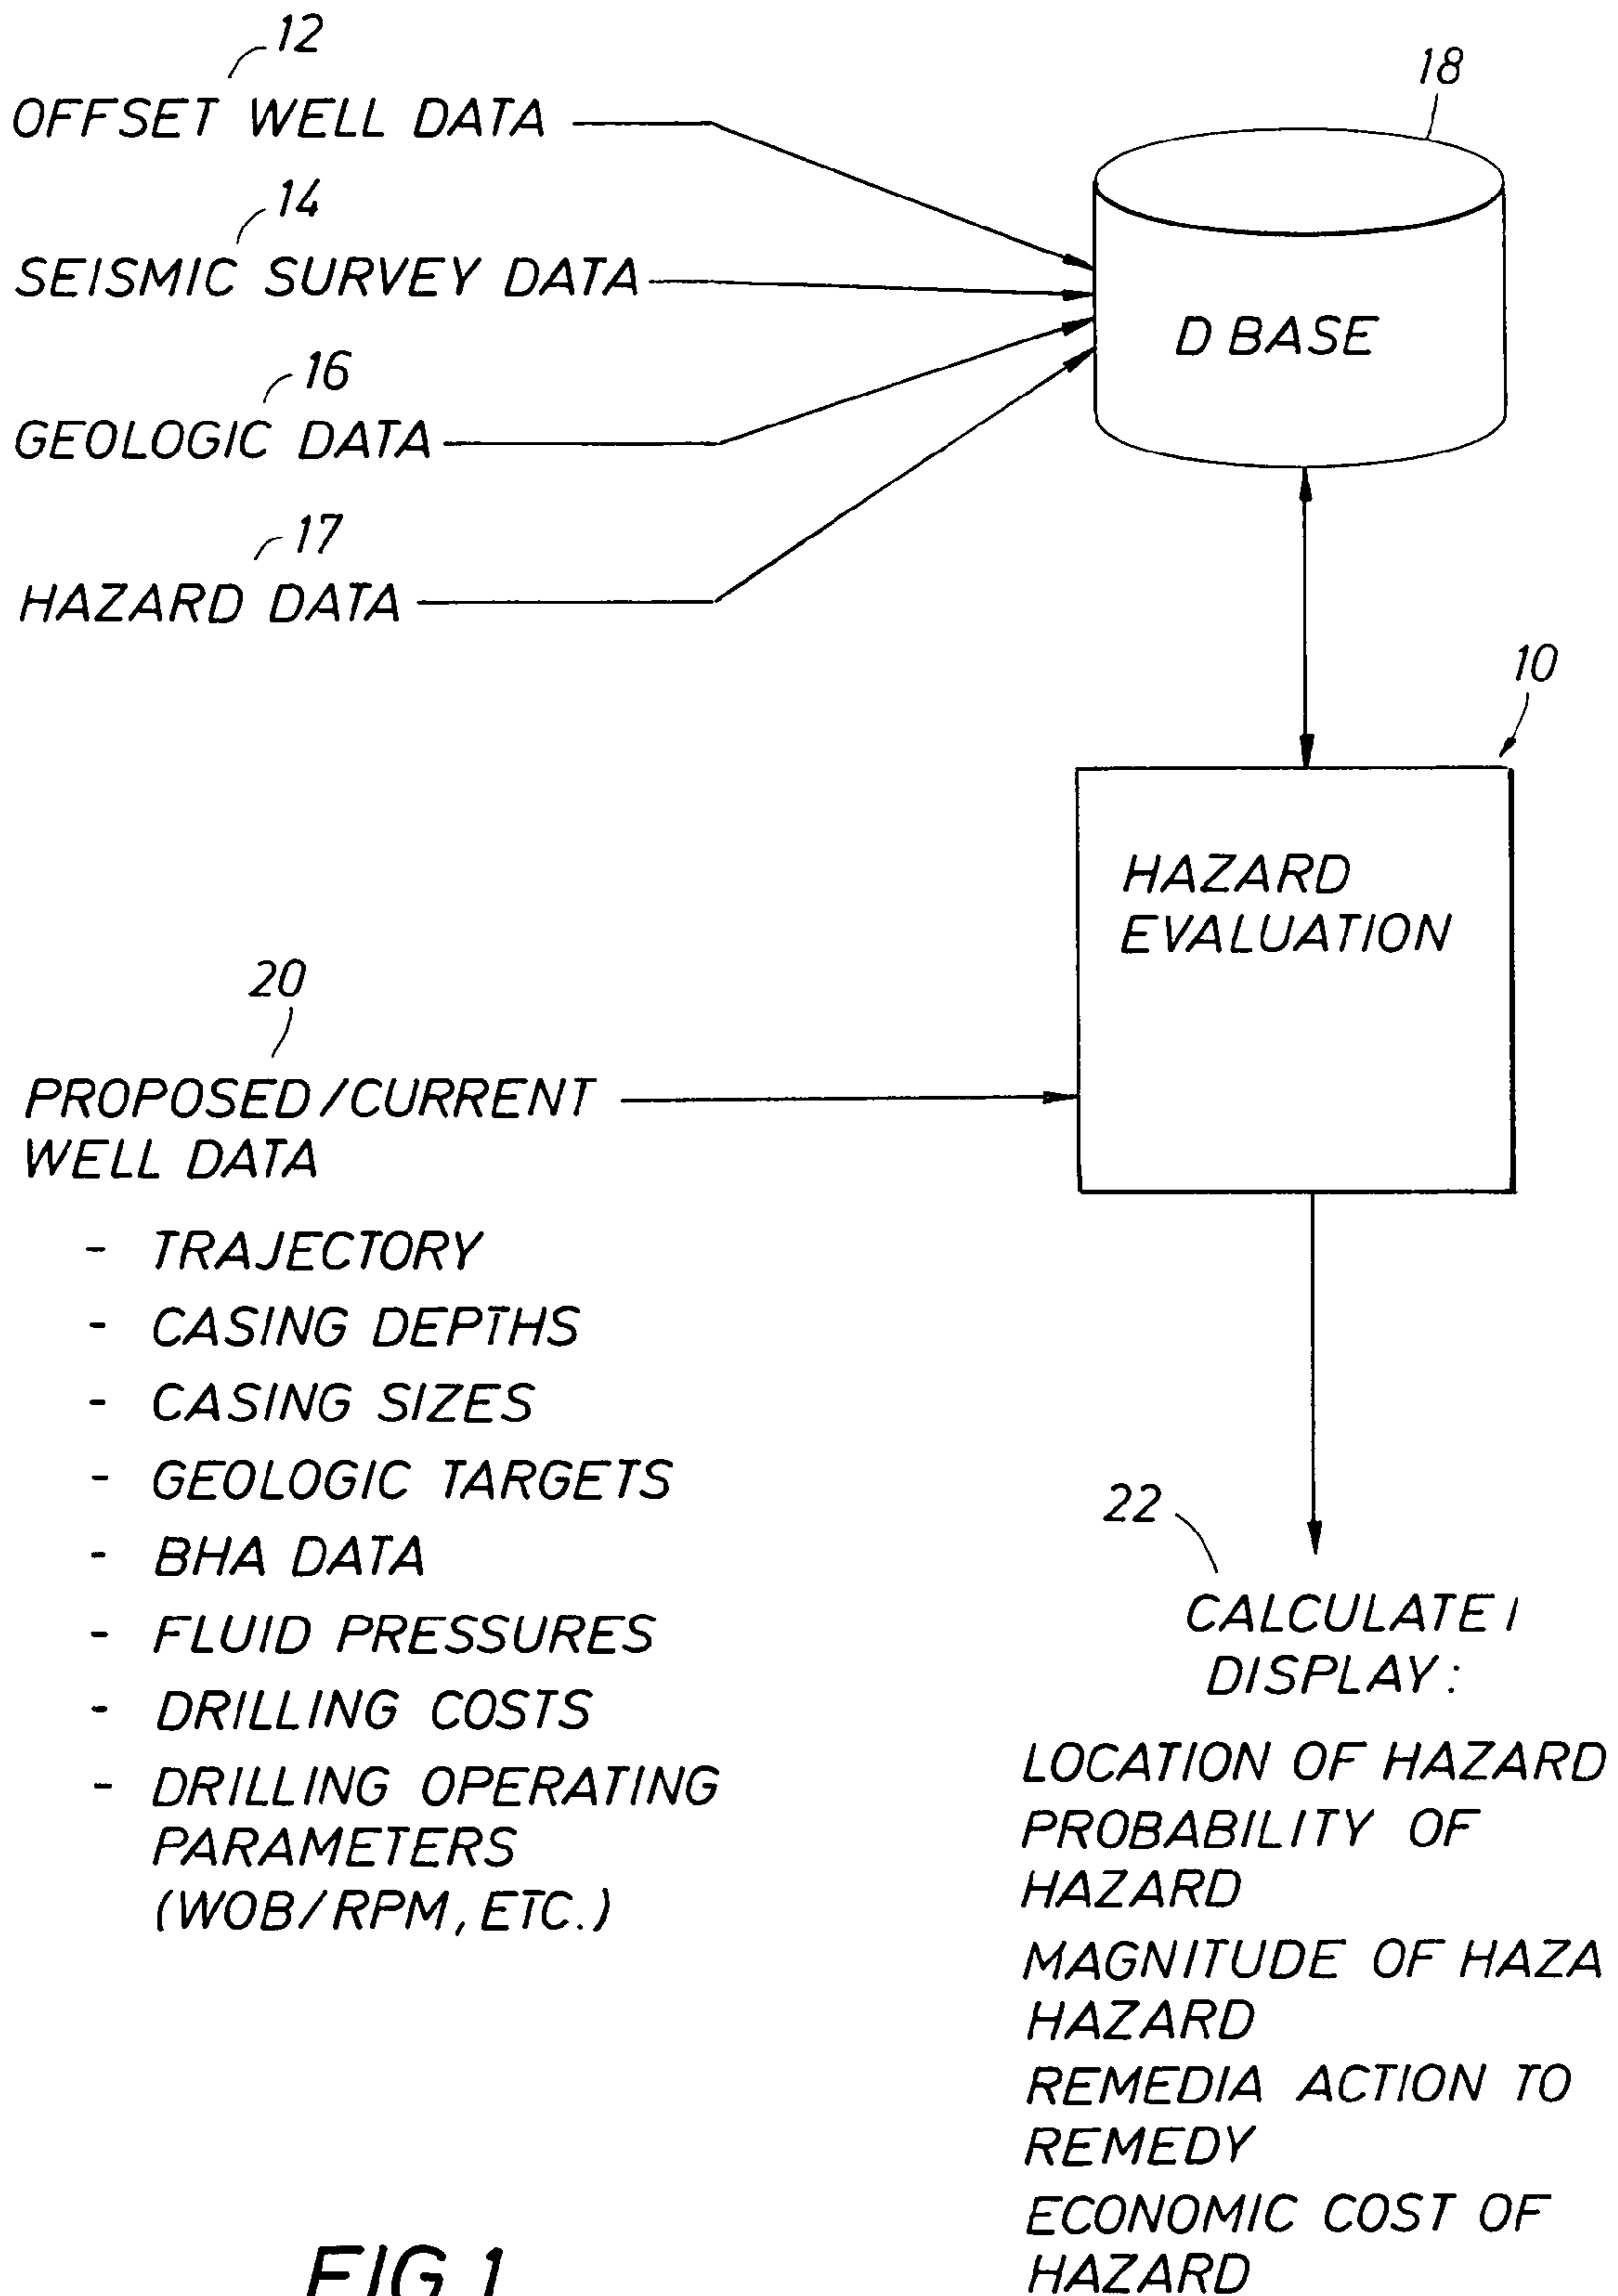 12
OFFSET WELL DATA
14
SEISMIC SURVEY DATA
16
GEOLOGIC DATA
17
HAZARD DATA
18
D BASE
10
HAZARD
EVALUATION
20
PROPOSED/CURRENT
WELL DATA
- TRAJECTORY
- CASING DEPTHS
- CASING SIZES
- GEOLOGIC TARGETS
- BHA DATA
- FLUID PRESSURES
- DRILLING COSTS
- DRILLING OPERATING
PARAMETERS
(WOB/RPM, ETC.)
22
CALCULATE/
DISPLAY:
LOCATION OF HAZARD
PROBABILITY OF
HAZARD
MAGNITUDE OF HAZA
HAZARD
REMEDIA ACTION TO
REMEDY
ECONOMIC COST OF
HAZARD
FIG.1